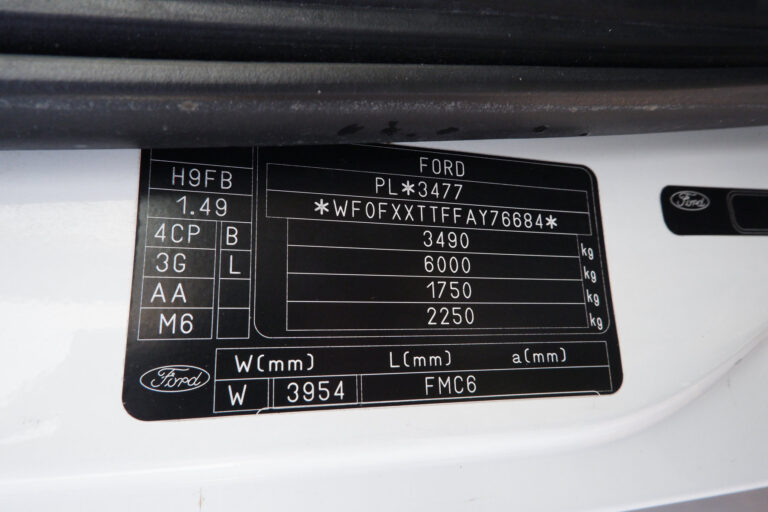 FORD
H9FB
PL*3477
1.49
*WF0FXXTTFFAY76684*
4CP B 3490 kg
3G L 6000 kg
AA 1750 kg
M6 2250 kg
Ford W(mm) L(mm) a(mm)
W 3954 FMC6
Ford